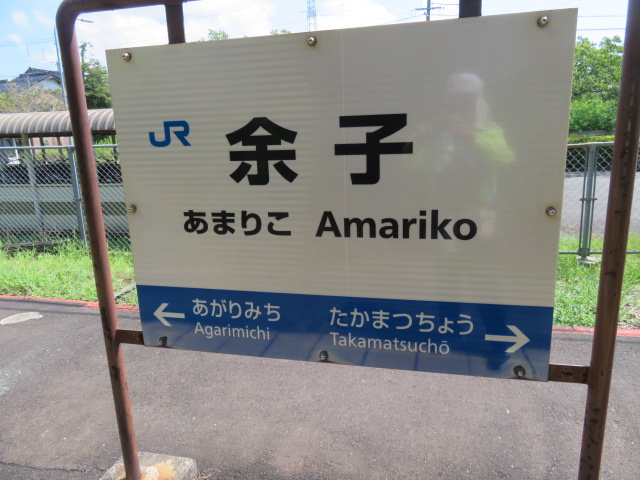 JR 余子
あまりこ Amariko
← あがりみち たかまつちょう →
Agarimichi Takamatsuchō